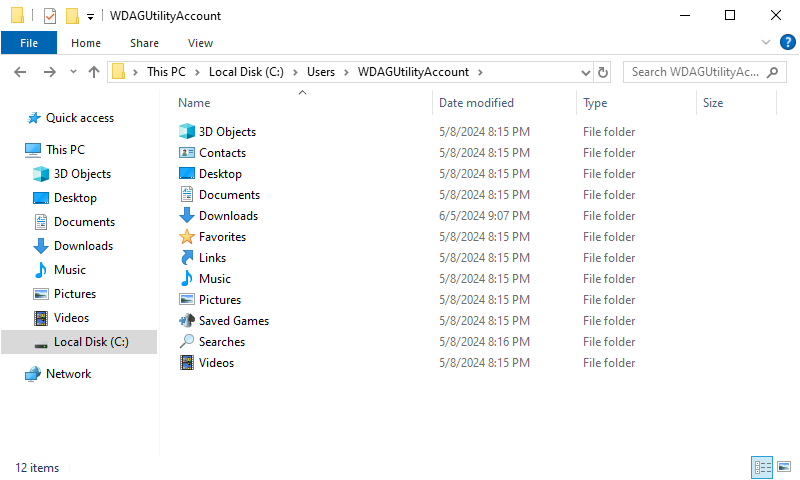 WDAGUtilityAccount
File Home Share View
This PC Local Disk (C:) Users WDAGUtilityAccount Search WDAGUtilityAc...
Name Date modified Type Size
Quick access
This PC
3D Objects
Desktop
Documents
Downloads
Music
Pictures
Videos
Local Disk (C:)
Network
3D Objects 5/8/2024 8:15 PM File folder
Contacts 5/8/2024 8:15 PM File folder
Desktop 5/8/2024 8:15 PM File folder
Documents 5/8/2024 8:15 PM File folder
Downloads 6/5/2024 9:07 PM File folder
Favorites 5/8/2024 8:15 PM File folder
Links 5/8/2024 8:15 PM File folder
Music 5/8/2024 8:15 PM File folder
Pictures 5/8/2024 8:15 PM File folder
Saved Games 5/8/2024 8:15 PM File folder
Searches 5/8/2024 8:16 PM File folder
Videos 5/8/2024 8:15 PM File folder
12 items